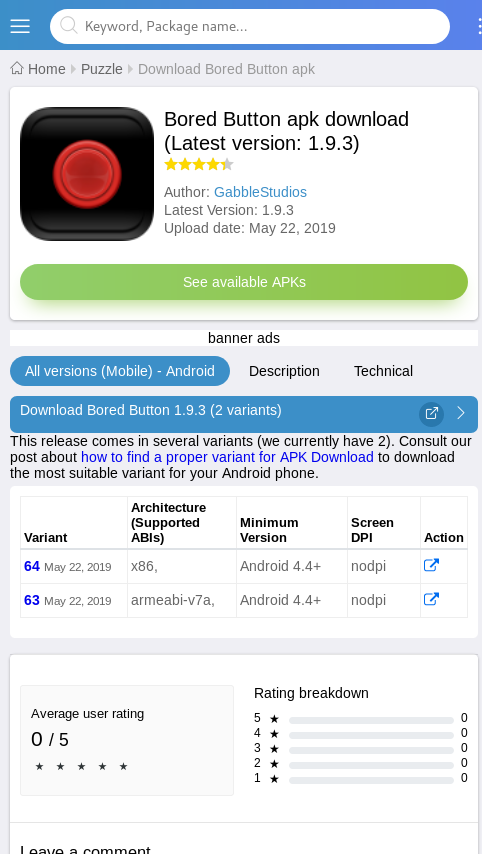 Keyword, Package name...
Home Puzzle Download Bored Button apk
Bored Button apk download
(Latest version: 1.9.3)
Author: GabbleStudios
Latest Version: 1.9.3
Upload date: May 22, 2019
See available APKs
banner ads
All versions (Mobile) - Android Description Technical
Download Bored Button 1.9.3 (2 variants)
This release comes in several variants (we currently have 2). Consult our
post about how to find a proper variant for APK Download to download
the most suitable variant for your Android phone.
Variant Architecture (Supported ABIs) Minimum Version Screen DPI Action
64 May 22, 2019 x86, Android 4.4+ nodpi
63 May 22, 2019 armeabi-v7a, Android 4.4+ nodpi
Average user rating
0 / 5
★ ★ ★ ★ ★
Rating breakdown
5 ★ 0
4 ★ 0
3 ★ 0
2 ★ 0
1 ★ 0
Leave a comment